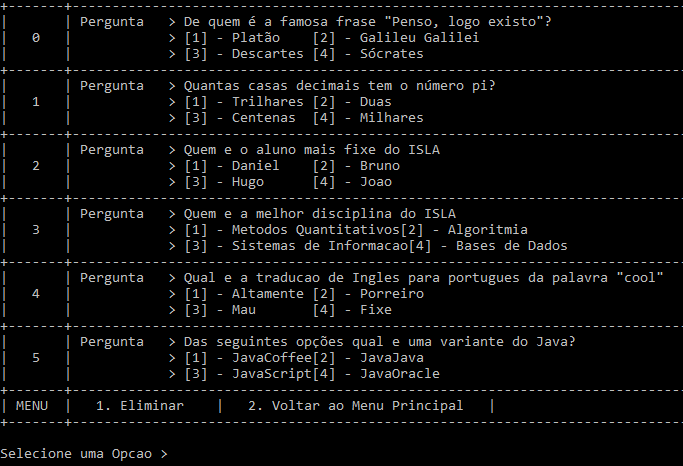 Pergunta > De quem é a famosa frase "Penso, logo existo"?
0 > [1] - Platão [2] - Galileu Galilei
> [3] - Descartes [4] - Sócrates
Pergunta > Quantas casas decimais tem o número pi?
1 > [1] - Trilhares [2] - Duas
> [3] - Centenas [4] - Milhares
Pergunta > Quem e o aluno mais fixe do ISLA
2 > [1] - Daniel [2] - Bruno
> [3] - Hugo [4] - Joao
Pergunta > Quem e a melhor disciplina do ISLA
3 > [1] - Metodos Quantitativos[2] - Algoritmia
> [3] - Sistemas de Informacao[4] - Bases de Dados
Pergunta > Qual e a traducao de Ingles para portugues da palavra "cool"
4 > [1] - Altamente [2] - Porreiro
> [3] - Mau [4] - Fixe
Pergunta > Das seguintes opções qual e uma variante do Java?
5 > [1] - JavaCoffee[2] - JavaJava
> [3] - JavaScript[4] - JavaOracle
| MENU | 1. Eliminar | 2. Voltar ao Menu Principal |
Selecione uma Opcao >